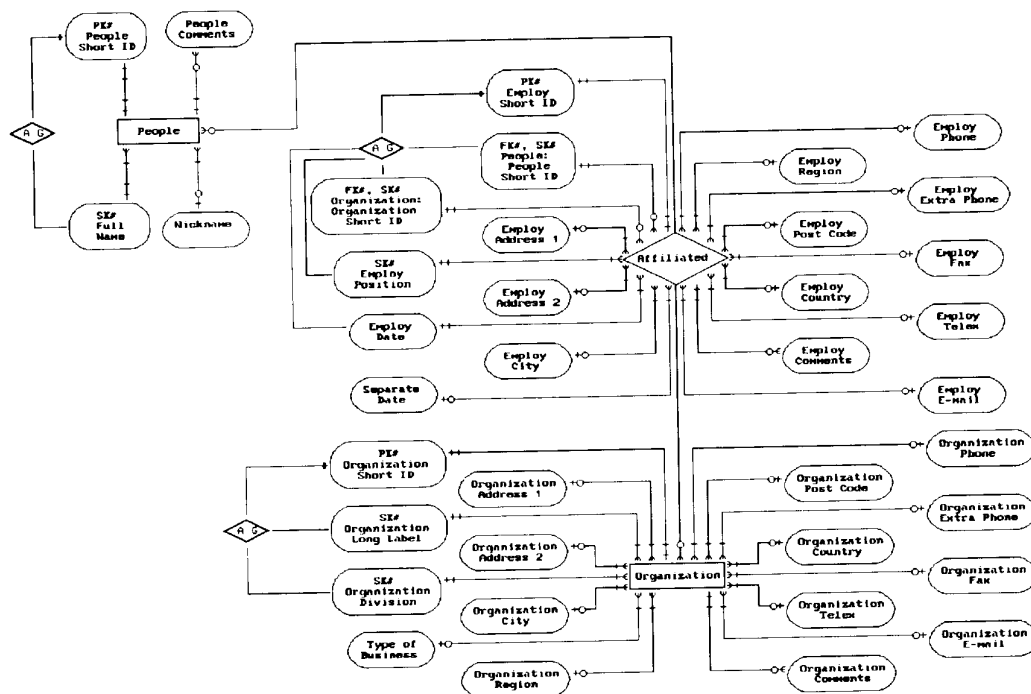 PK#
People
Short ID
People
Comments
A G
People
SK#
Full
Name
Nickname
PK#
Employ
Short ID
A G
FK#, SK#
People:
People
Short ID
FK#, SK#
Organization:
Organization
Short ID
SK#
Employ
Position
Employ
Date
Separate
Date
Employ
Address 1
Employ
Address 2
Employ
City
Affiliated
Employ
Phone
Employ
Region
Employ
Extra Phone
Employ
Post Code
Employ
Fax
Employ
Country
Employ
Telex
Employ
Comments
Employ
E-mail
PK#
Organization
Short ID
A G
SK#
Organization
Long Label
SK#
Organization
Division
Type of
Business
Organization
Address 1
Organization
Address 2
Organization
City
Organization
Region
Organization
Organization
Phone
Organization
Post Code
Organization
Extra Phone
Organization
Country
Organization
Fax
Organization
Telex
Organization
E-mail
Organization
Comments